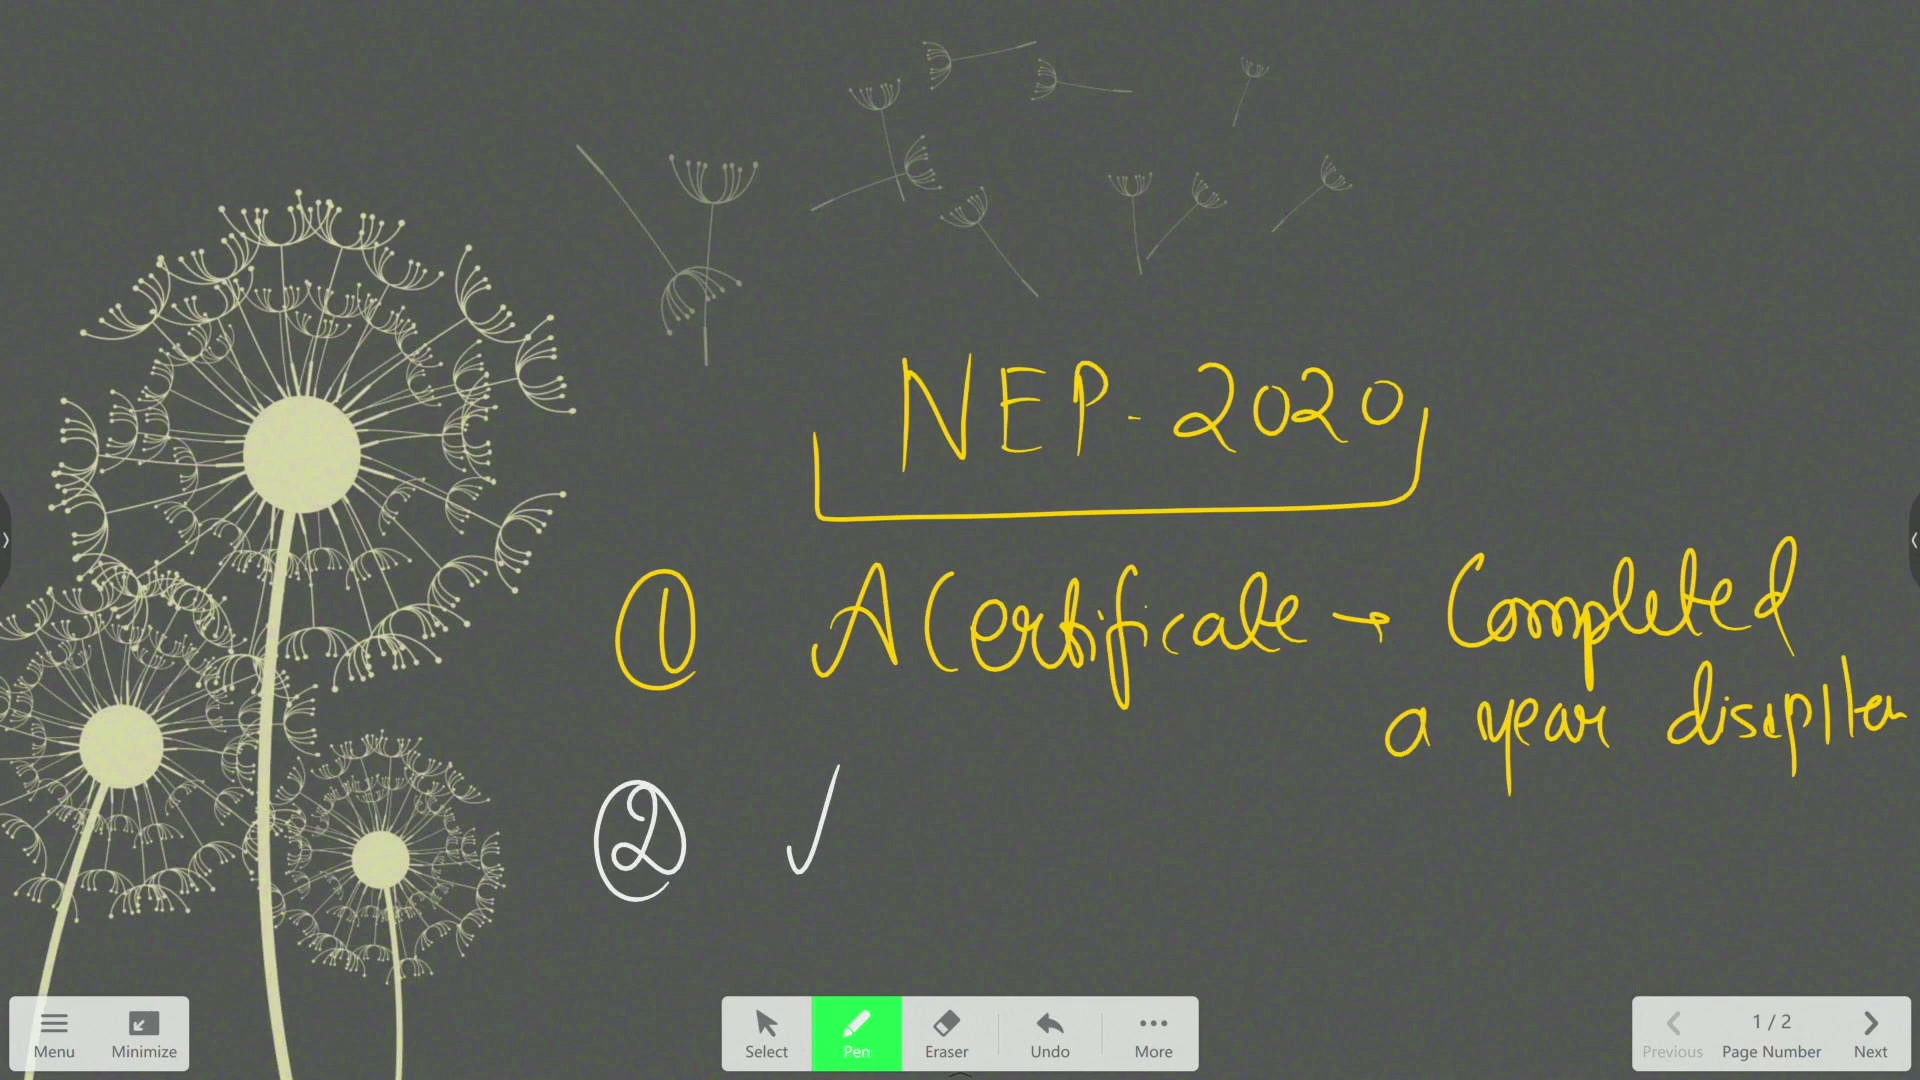 NEP-2020
① A Certificate → Completed
a year
② ✓
Menu
Minimize
Select
Pen
Eraser
Undo
More
1 / 2
Previous
Page Number
Next